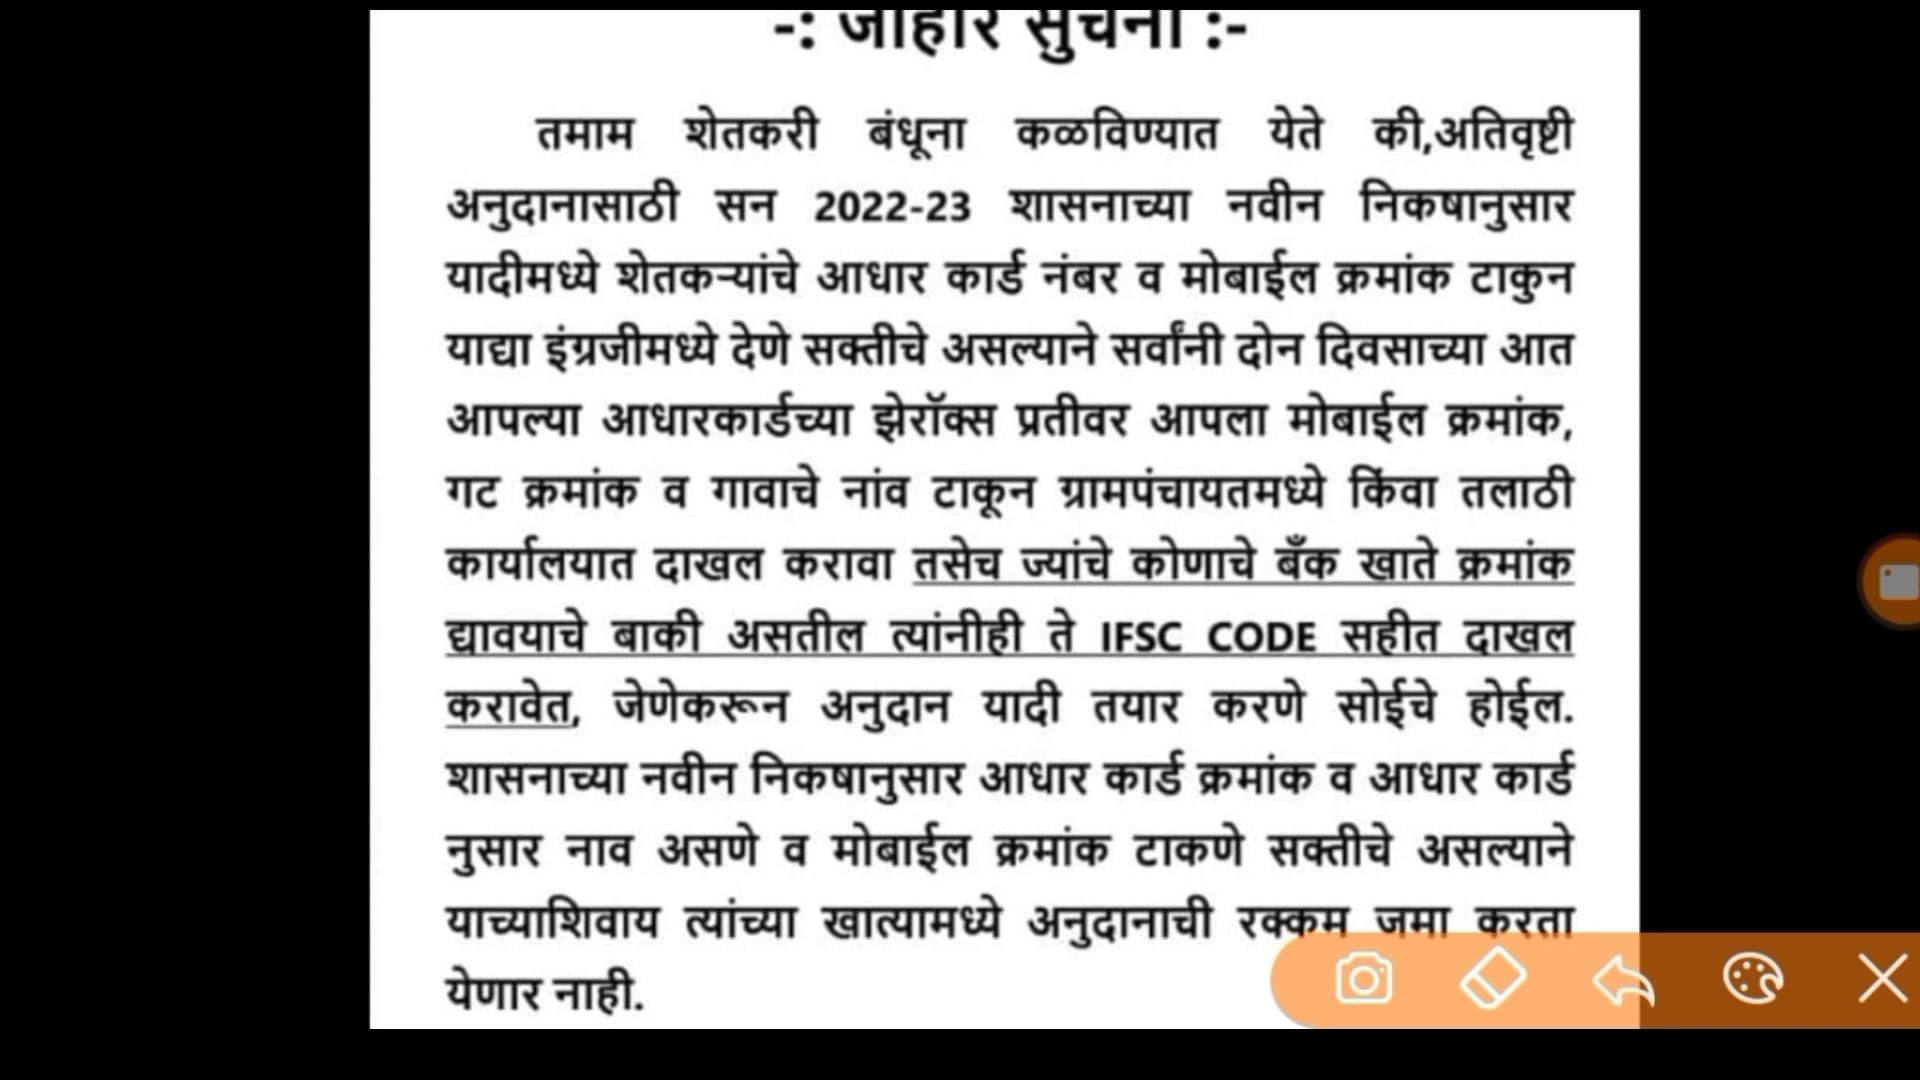 -: जाहीर सुचना :-
तमाम शेतकरी बंधूना कळविण्यात येते की,अतिवृष्टी
अनुदानासाठी सन 2022-23 शासनाच्या नवीन निकषानुसार
यादीमध्ये शेतकऱ्यांचे आधार कार्ड नंबर व मोबाईल क्रमांक टाकुन
याद्या इंग्रजीमध्ये देणे सक्तीचे असल्याने सर्वांनी दोन दिवसाच्या आत
आपल्या आधारकार्डच्या झेरॉक्स प्रतीवर आपला मोबाईल क्रमांक,
गट क्रमांक व गावाचे नांव टाकून ग्रामपंचायतमध्ये किंवा तलाठी
कार्यालयात दाखल करावा तसेच ज्यांचे कोणाचे बँक खाते क्रमांक
द्यावयाचे बाकी असतील त्यांनीही ते IFSC CODE सहीत दाखल
करावेत, जेणेकरून अनुदान यादी तयार करणे सोईचे होईल.
शासनाच्या नवीन निकषानुसार आधार कार्ड क्रमांक व आधार कार्ड
नुसार नाव असणे व मोबाईल क्रमांक टाकणे सक्तीचे असल्याने
याच्याशिवाय त्यांच्या खात्यामध्ये अनुदानाची रक्कम जमा करता
येणार नाही.